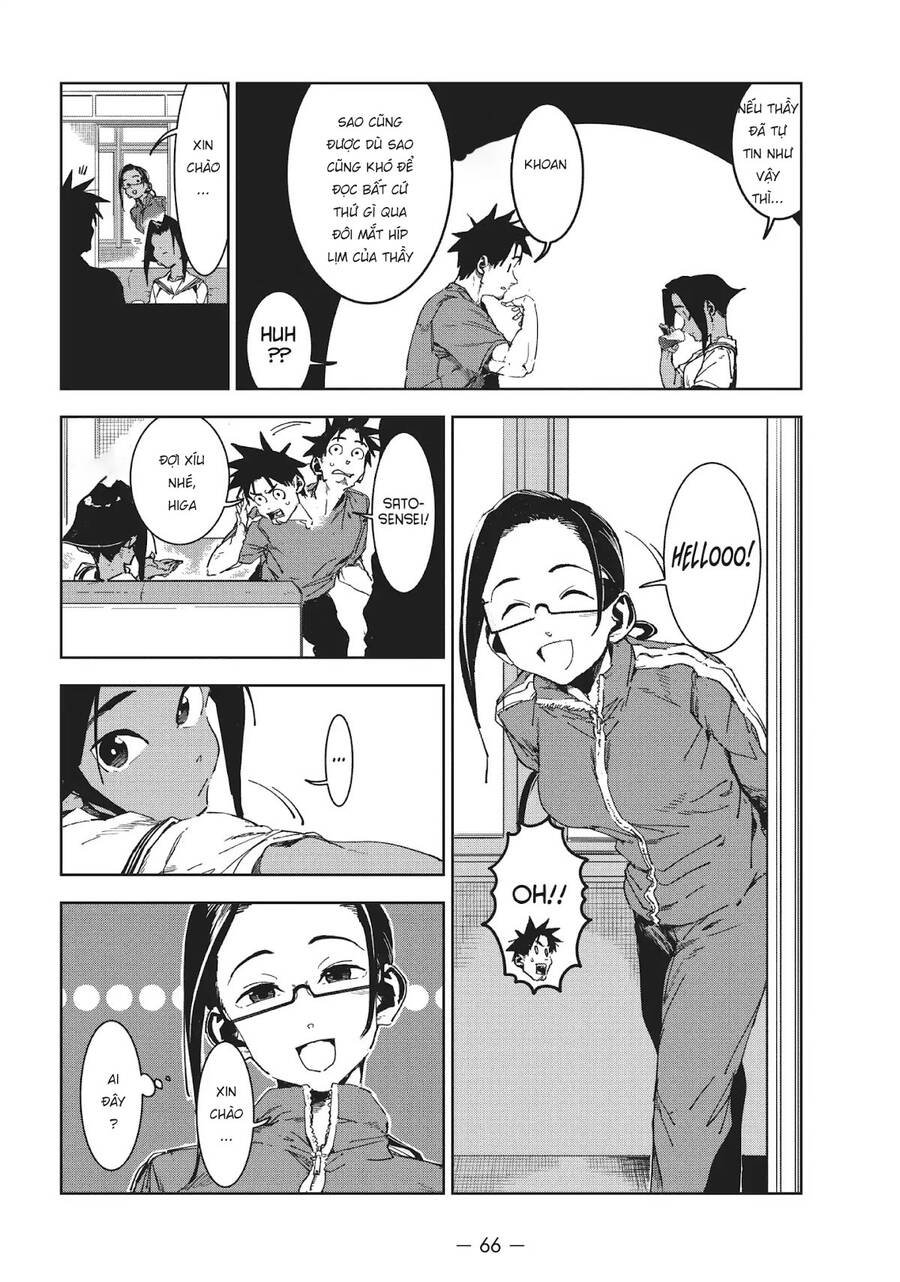 NẾU THẦY
ĐÃ TỰ
TIN NHƯ
VẬY
THÌ...
KHOAN
SAO CŨNG
ĐƯỢC DÙ SAO
CŨNG KHÓ ĐỂ
ĐỌC BẤT CỨ
THỨ GÌ QUA
ĐÔI MẮT HÍP
LỊM CỦA THẦY
HUH
??
XIN
CHÀO
...
HELLOOO!
OH!!
SATO-
SENSEI!
ĐỢI XÍU
NHÉ,
HIGA
...
XIN
CHÀO
...
AI
ĐÂY
?
— 66 —